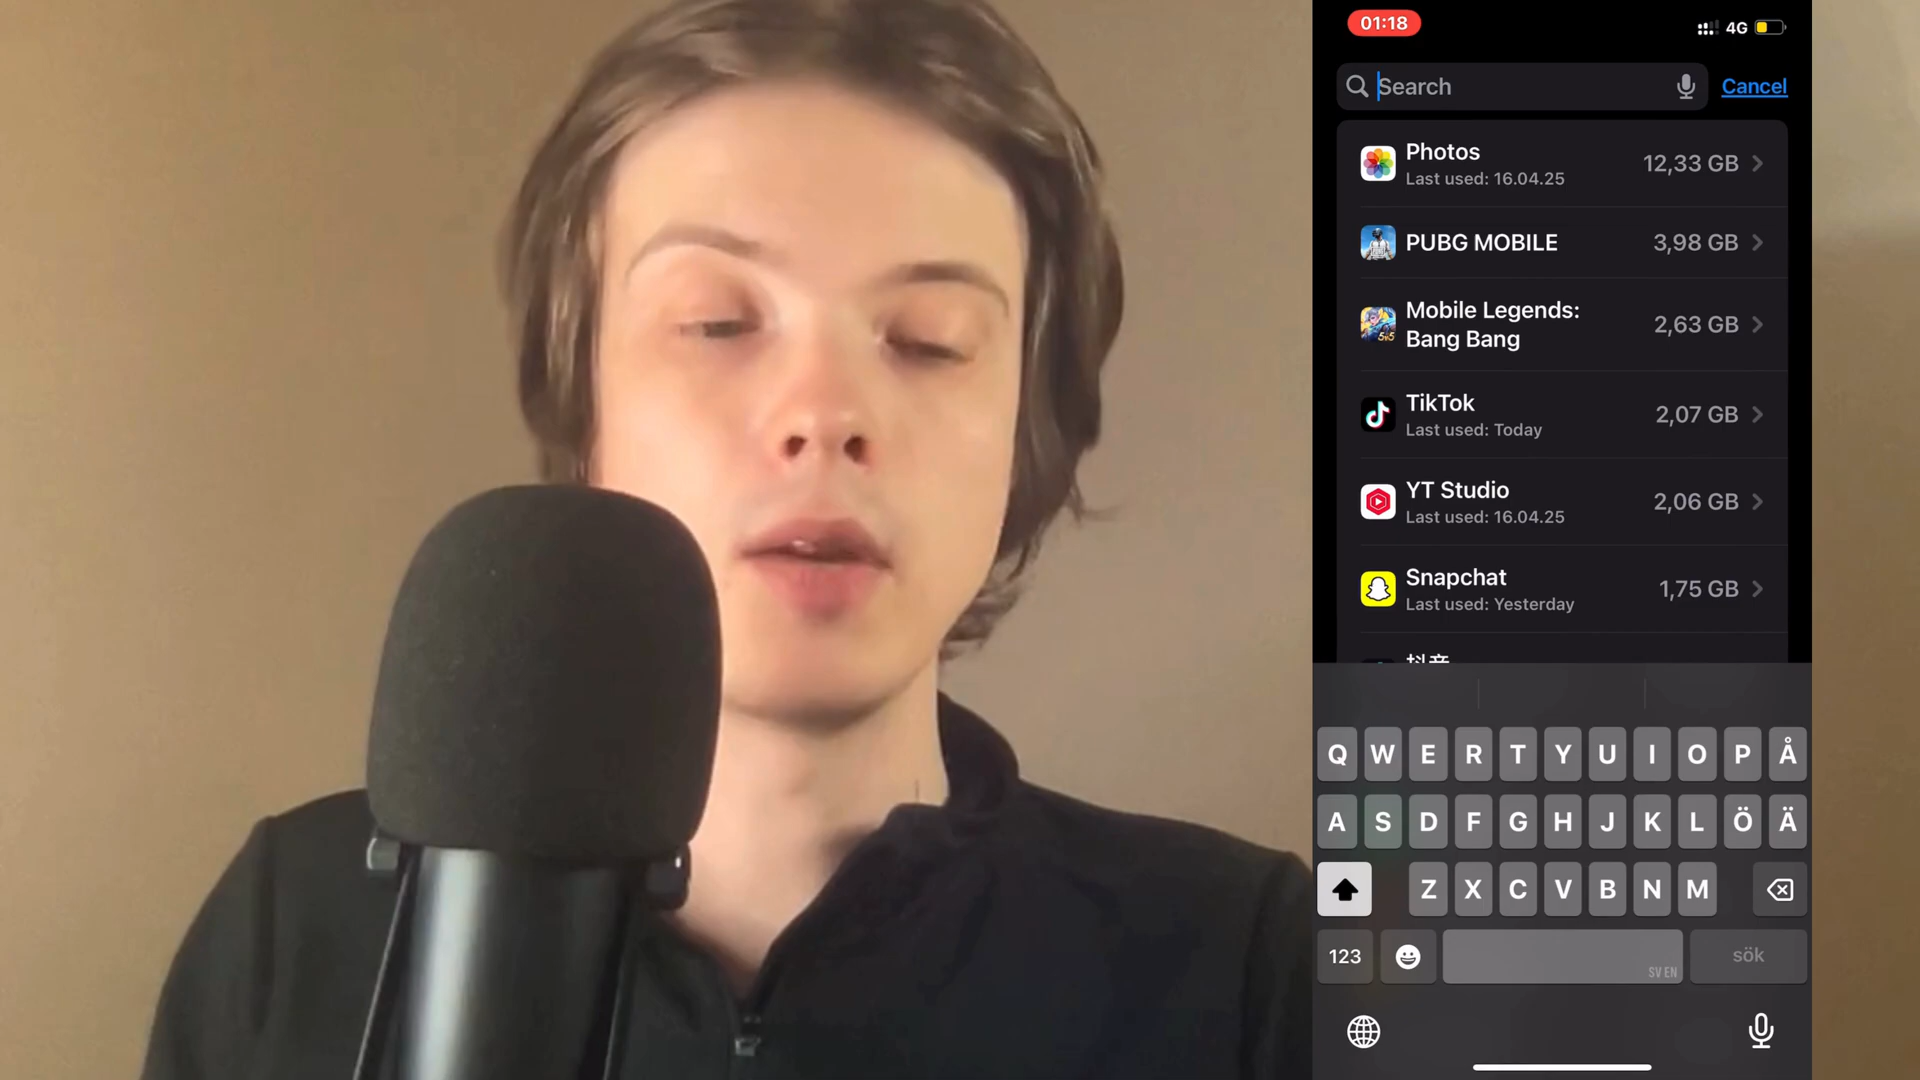 01:18
4G
Search
Cancel
Photos
Last used: 16.04.25
12,33 GB
PUBG MOBILE
3,98 GB
Mobile Legends:
Bang Bang
2,63 GB
TikTok
Last used: Today
2,07 GB
YT Studio
Last used: 16.04.25
2,06 GB
Snapchat
Last used: Yesterday
1,75 GB
抖音
Q W E R T Y U I O P Å
A S D F G H J K L Ö Ä
Z X C V B N M
123
SV EN
sök